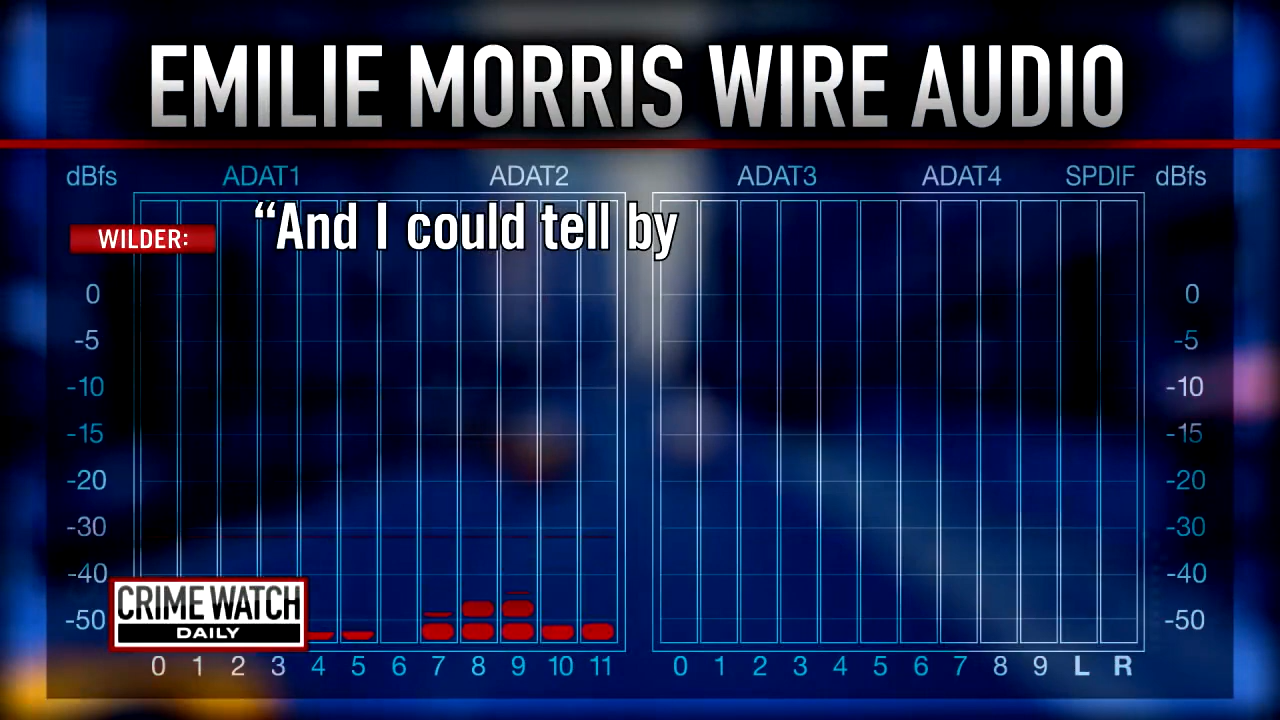 EMILIE MORRIS WIRE AUDIO
dBfs ADAT1 ADAT2 ADAT3 ADAT4 SPDIF dBfs
WILDER: “And I could tell by
0 0
-5 -5
-10 -10
-15 -15
-20 -20
-30 -30
-40 -40
-50 -50
CRIME WATCH
DAILY
0 1 2 3 4 5 6 7 8 9 10 11 0 1 2 3 4 5 6 7 8 9 L R